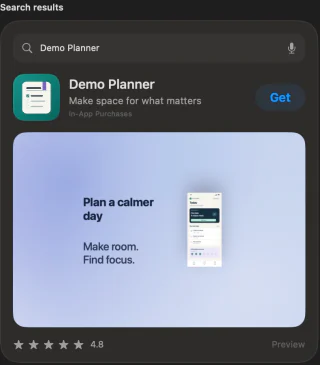 Search results
Demo Planner
Demo Planner
Make space for what matters
In-App Purchases
Get
Plan a calmer
day
Make room.
Find focus.
4.8
Preview